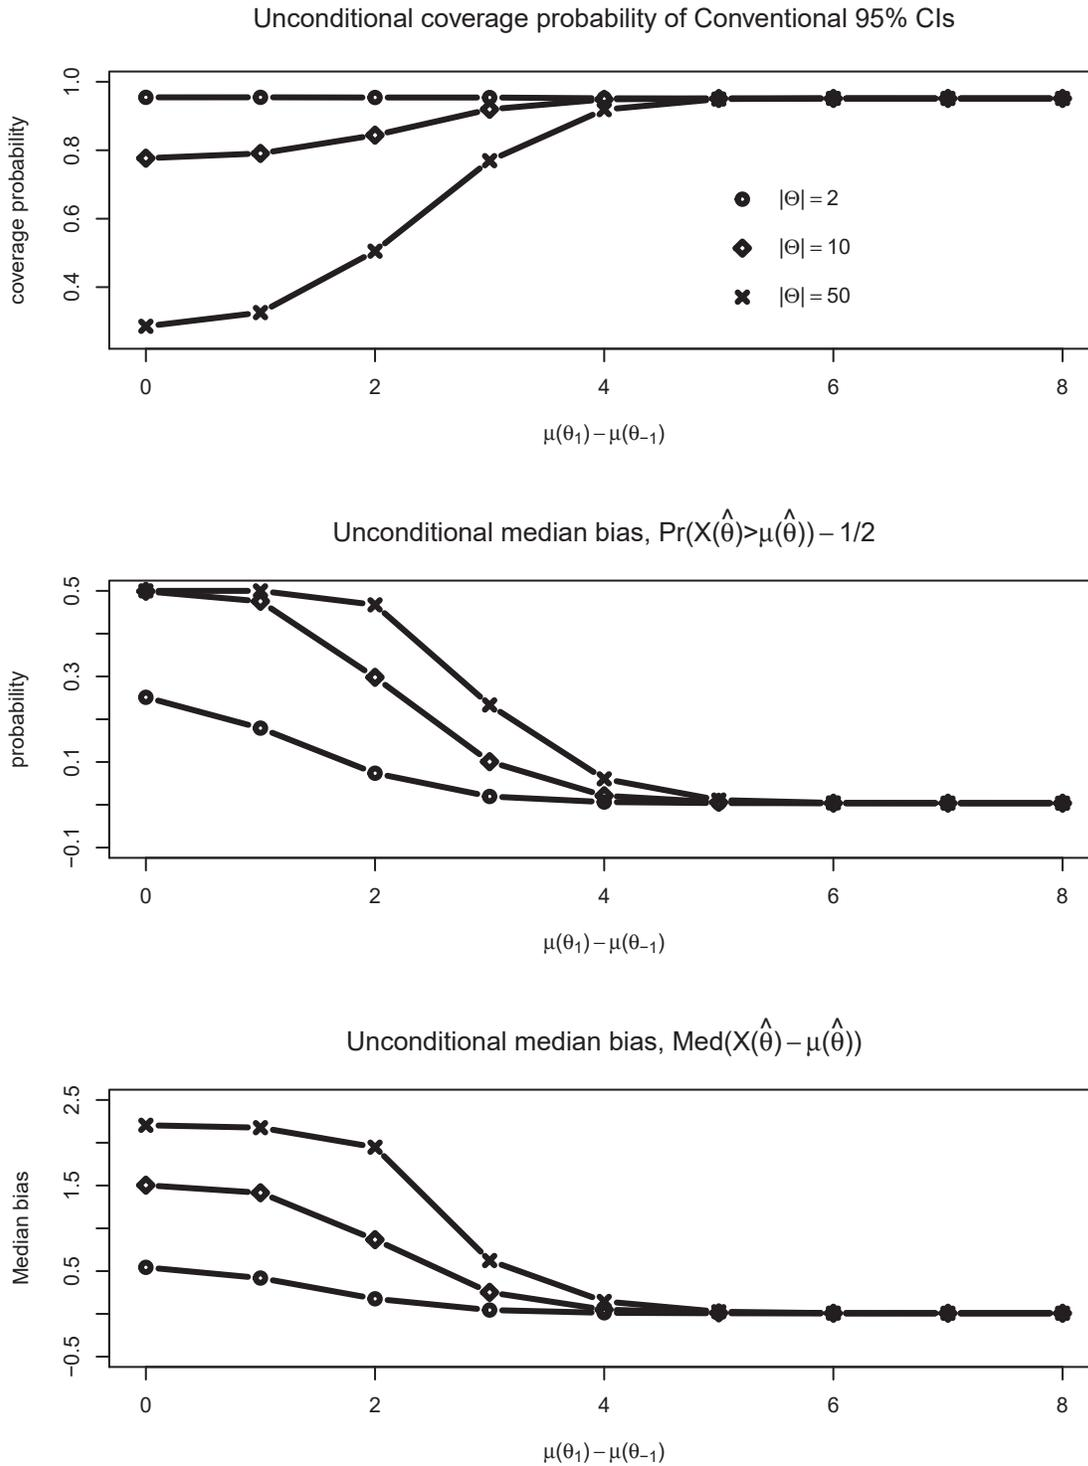 Unconditional coverage probability of Conventional 95% CIs
coverage probability
1.0
0.8
0.6
0.4
|Θ| = 2
|Θ| = 10
|Θ| = 50
0 2 4 6 8
μ(θ₁) − μ(θ₋₁)
Unconditional median bias, Pr(X(θ̂)>μ(θ̂)) − 1/2
probability
0.5
0.3
0.1
−0.1
0 2 4 6 8
μ(θ₁) − μ(θ₋₁)
Unconditional median bias, Med(X(θ̂) − μ(θ̂))
Median bias
2.5
1.5
0.5
−0.5
0 2 4 6 8
μ(θ₁) − μ(θ₋₁)